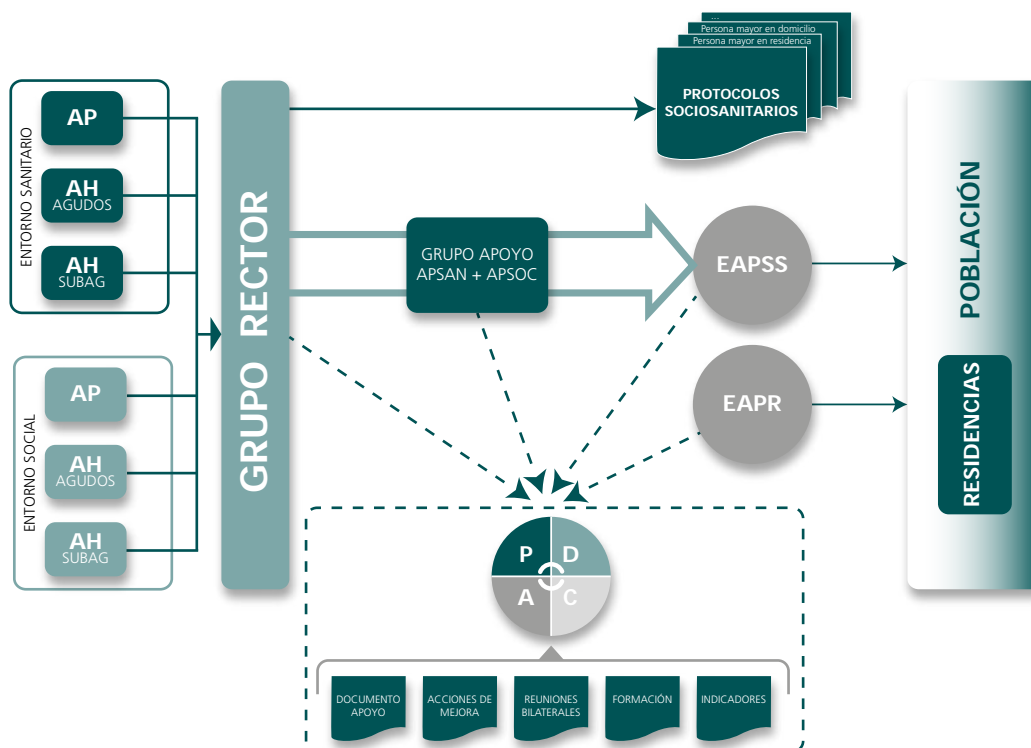 ENTORNO SANITARIO
AP
AH
AGUDOS
AH
SUBAG
ENTORNO SOCIAL
AP
AH
AGUDOS
AH
SUBAG
GRUPO RECTOR
...
Persona mayor en domicilio
Persona mayor en residencia
PROTOCOLOS
SOCIOSANITARIOS
GRUPO APOYO
APSAN + APSOC
EAPSS
EAPR
POBLACIÓN
RESIDENCIAS
P
D
A
C
DOCUMENTO
APOYO
ACCIONES DE
MEJORA
REUNIONES
BILATERALES
FORMACIÓN
INDICADORES